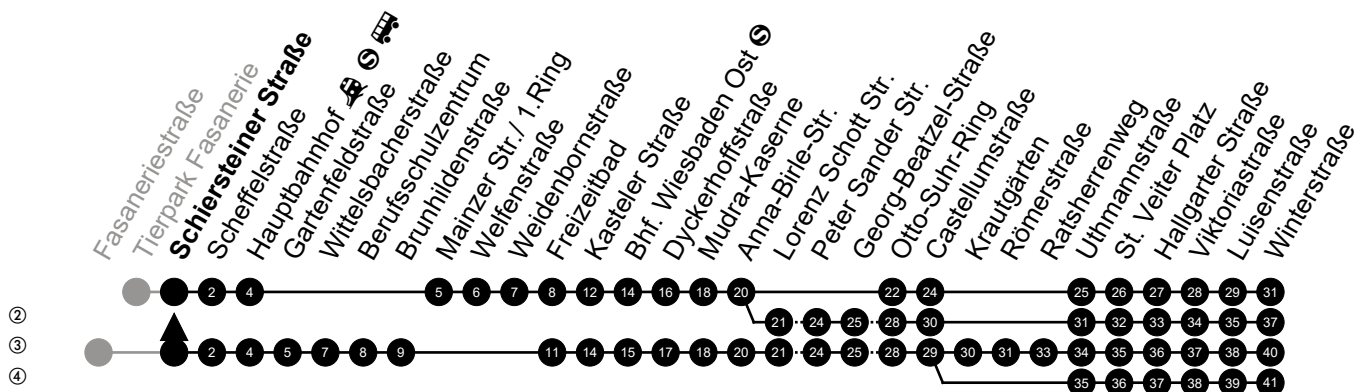 Fasaneriestraße
Tierpark Fasanerie
Schiersteiner Straße
Scheffelstraße
Hauptbahnhof S
Gartenfeldstraße
Wittelsbacherstraße
Berufsschulzentrum
Brunhildenstraße
Mainzer Str./ 1.Ring
Welfenstraße
Weidenbornstraße
Freizeitbad
Kasteler Straße
Bhf. Wiesbaden Ost S
Dyckerhoffstraße
Mudra-Kaserne
Anna-Birle-Str.
Lorenz Schott Str.
Peter Sander Str.
Georg-Beatzel-Straße
Otto-Suhr-Ring
Castellumstraße
Krautgärten
Römerstraße
Ratsherrenweg
Uthmannstraße
St. Veiter Platz
Hallgarter Straße
Viktoriastraße
Luisenstraße
Winterstraße
2 4 5 6 7 8 12 14 16 18 20 22 24 25 26 27 28 29 31
② 21 24 25 28 30 31 32 33 34 35 37
③ 2 4 5 7 8 9 11 14 15 17 18 20 21 24 25 28 29 30 31 33 34 35 36 37 38 40
④ 35 36 37 38 39 41